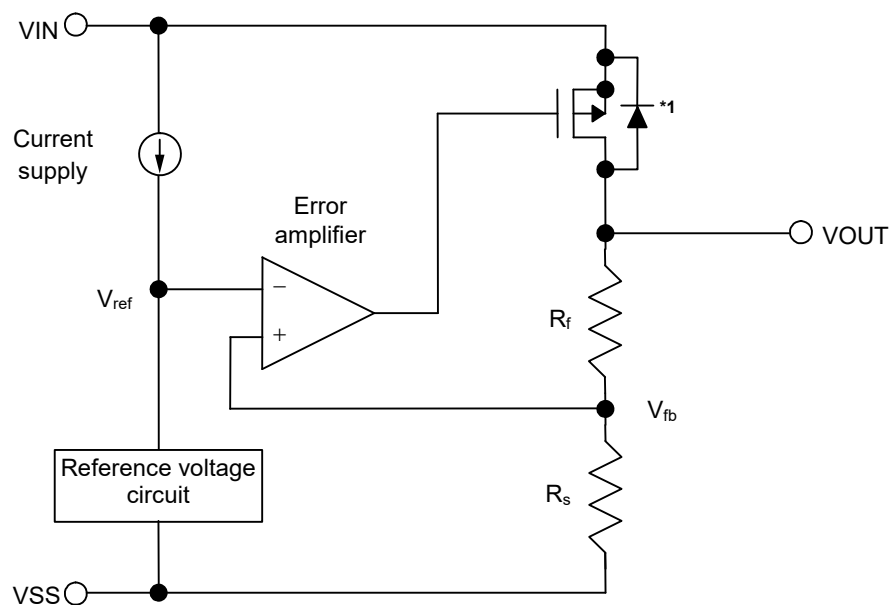 VIN
*1
Current
supply
Error
amplifier
VOUT
Vref
−
+
Rf
Vfb
Reference voltage
circuit
Rs
VSS